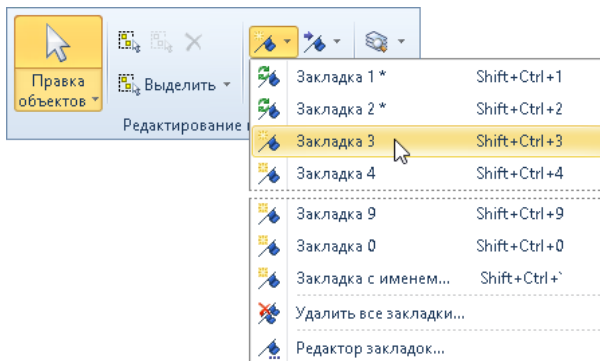 Правка
объектов
Выделить
Редактирование
Закладка 1 * Shift+Ctrl+1
Закладка 2 * Shift+Ctrl+2
Закладка 3 Shift+Ctrl+3
Закладка 4 Shift+Ctrl+4
Закладка 9 Shift+Ctrl+9
Закладка 0 Shift+Ctrl+0
Закладка с именем... Shift+Ctrl+`
Удалить все закладки...
Редактор закладок...